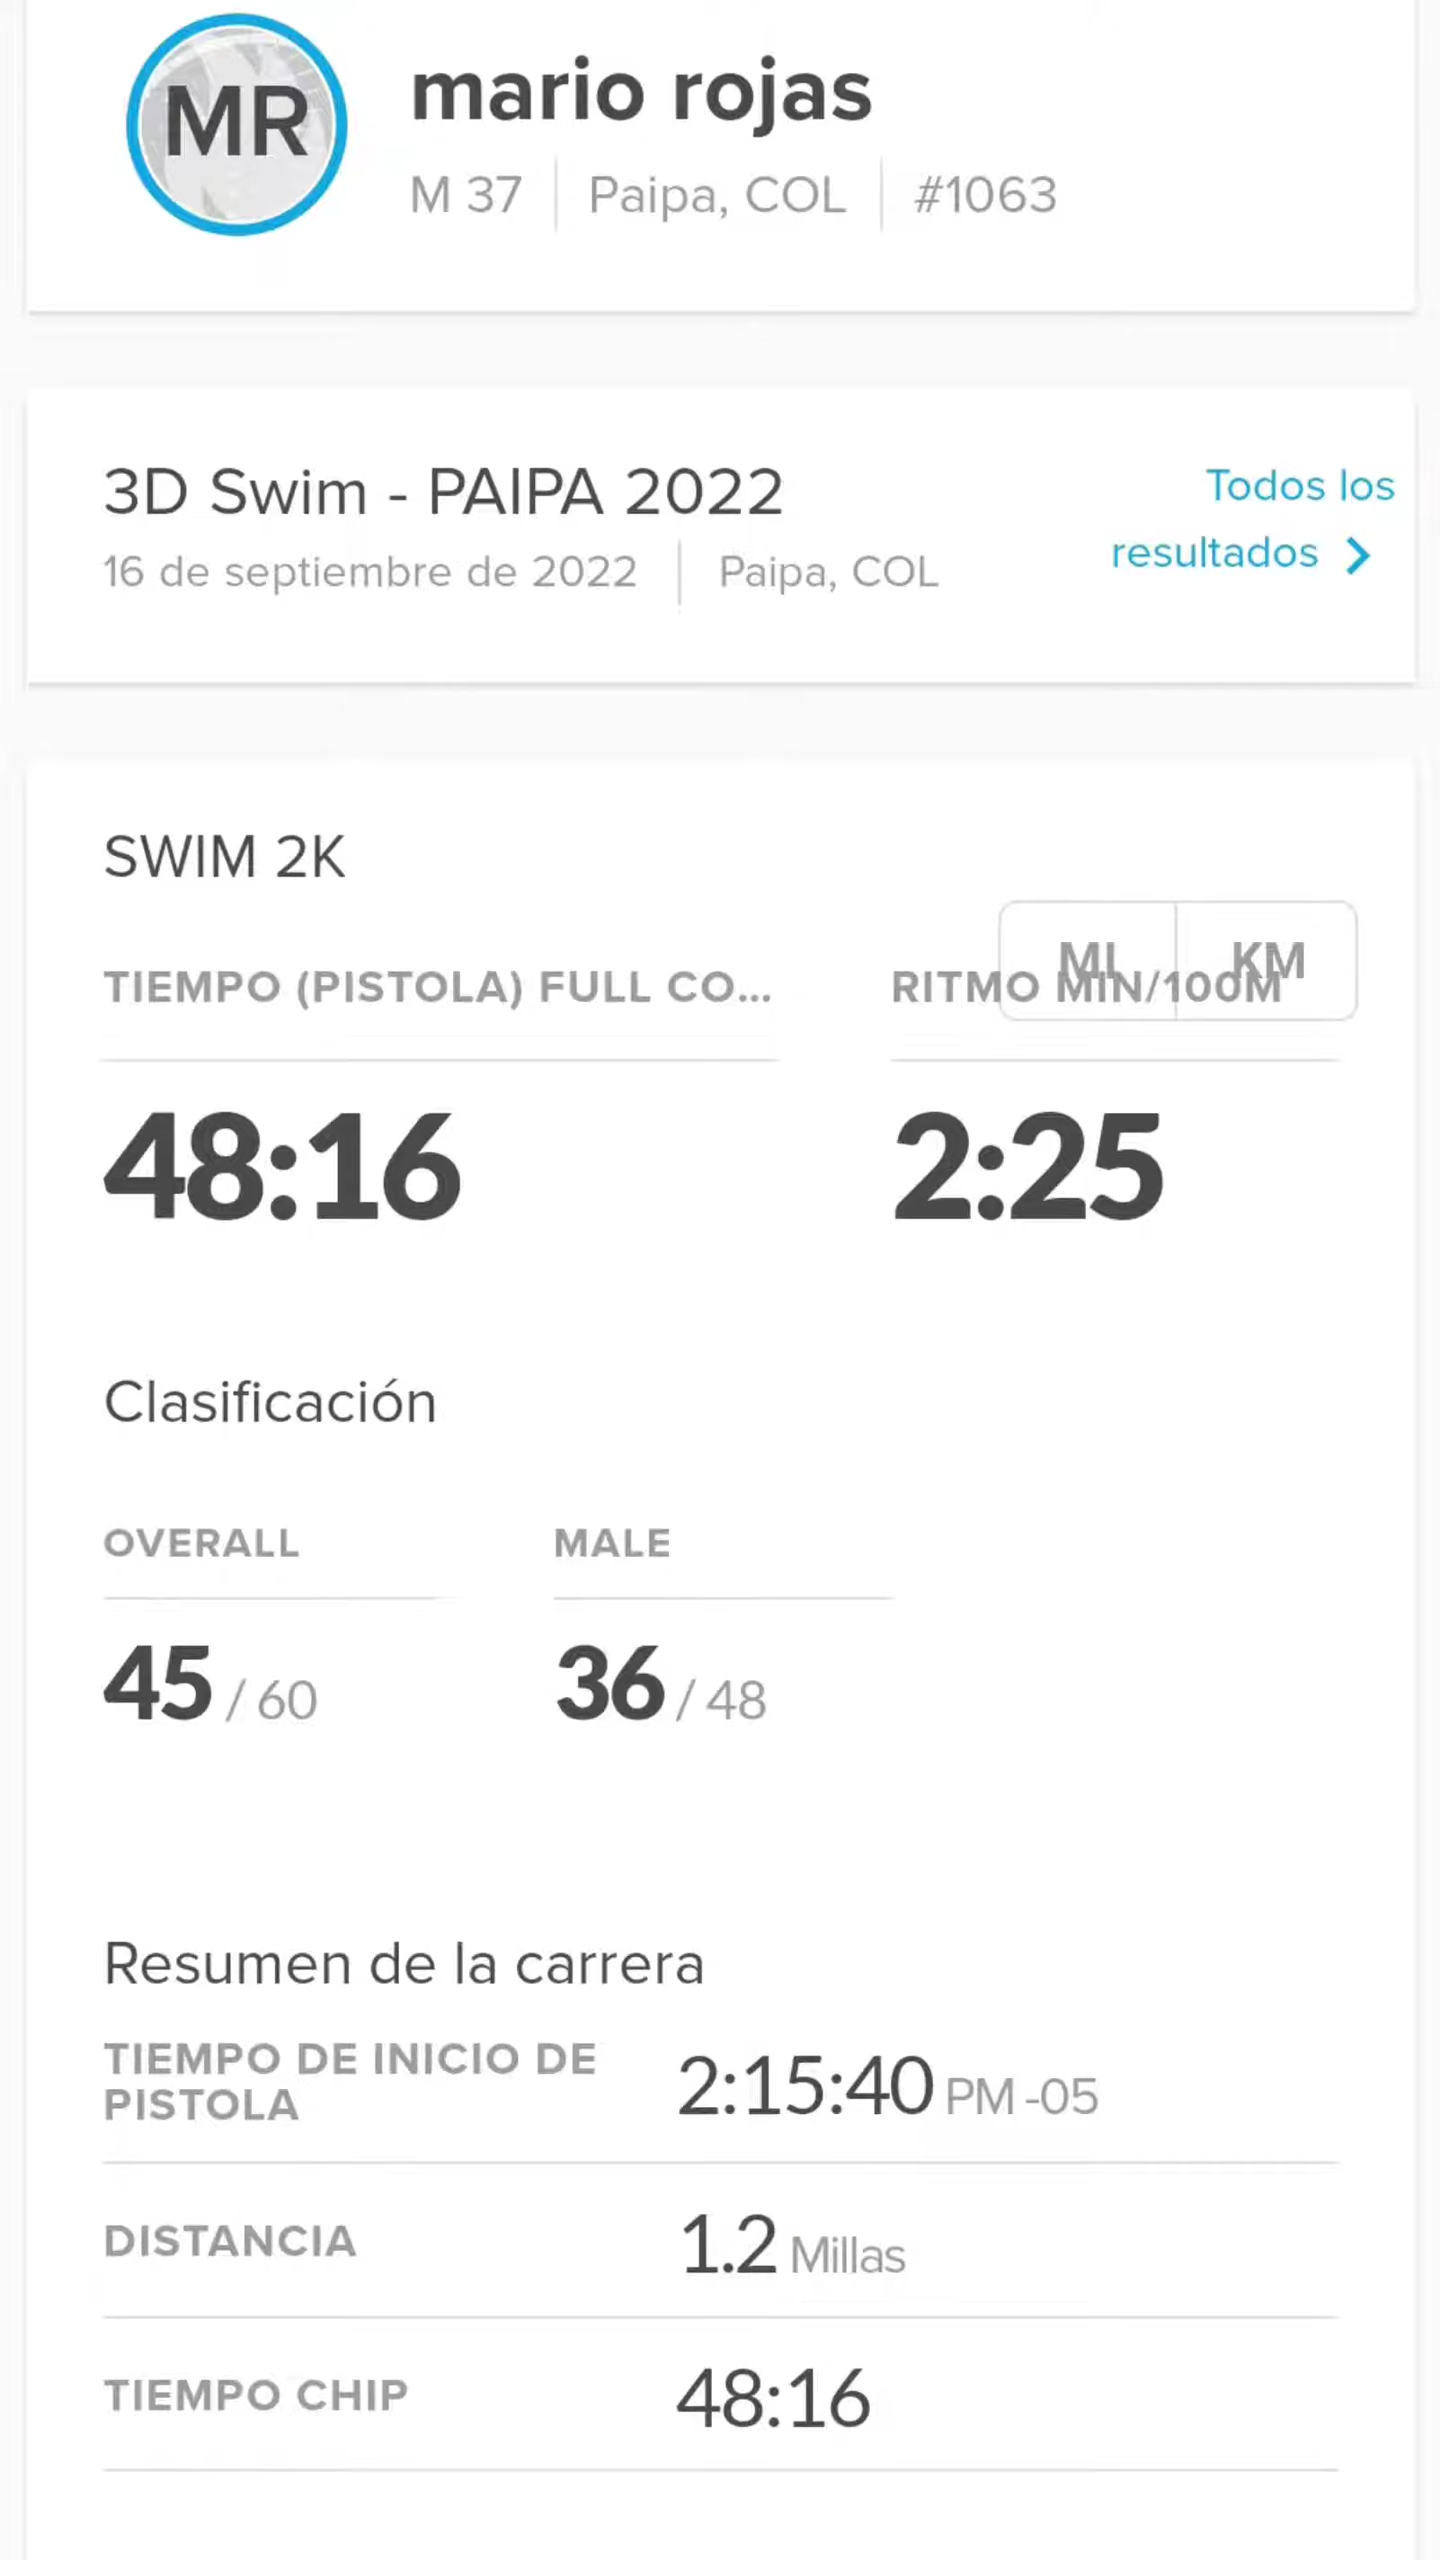 MR
mario rojas
M 37 Paipa, COL #1063
3D Swim - PAIPA 2022
16 de septiembre de 2022 Paipa, COL
Todos los
resultados
SWIM 2K
MI KM
TIEMPO (PISTOLA) FULL CO... RITMO MIN/100M
48:16 2:25
Clasificación
OVERALL MALE
45 / 60 36 / 48
Resumen de la carrera
TIEMPO DE INICIO DE
PISTOLA
2:15:40 PM -05
DISTANCIA 1.2 Millas
TIEMPO CHIP 48:16